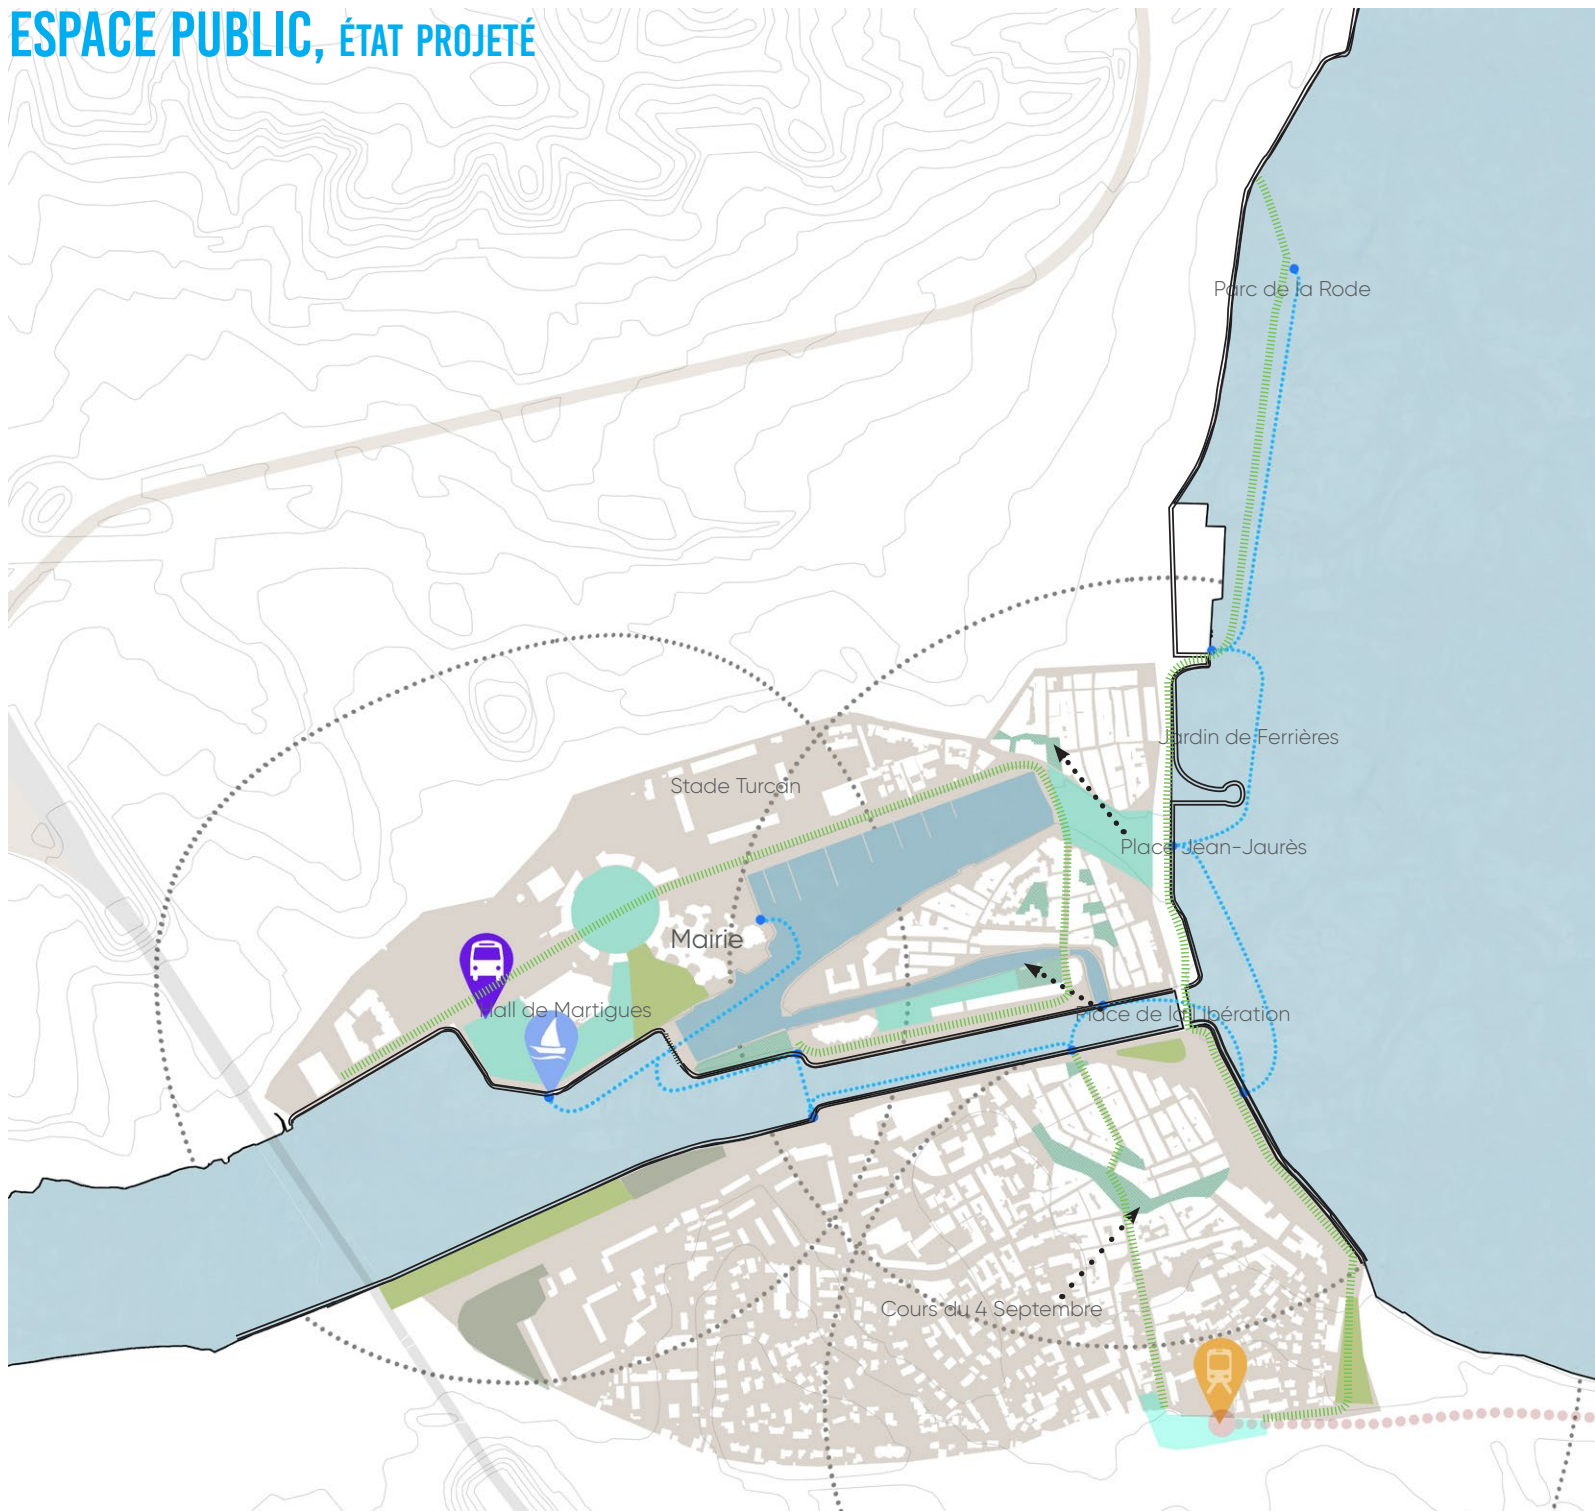 ESPACE PUBLIC, ÉTAT PROJETÉ
Parc de la Rode
Jardin de Ferrières
Stade Turcan
Place Jean-Jaurès
Mairie
Hall de Martigues
Place de la Libération
Cours du 4 Septembre